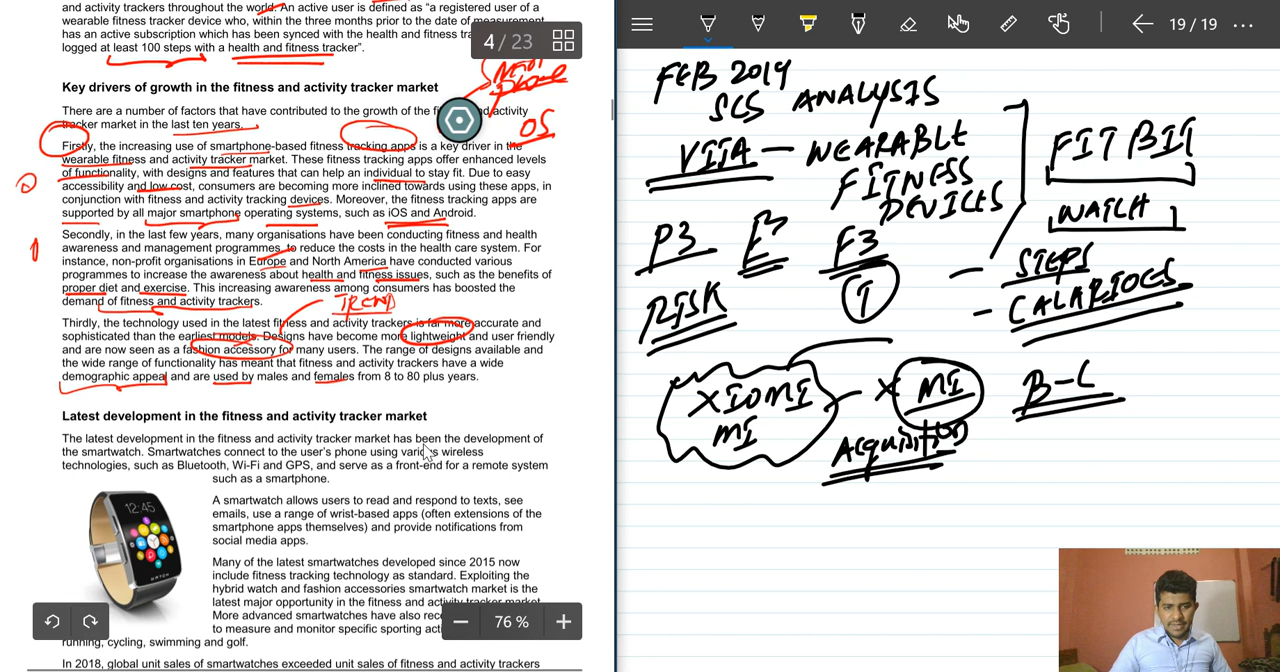 and activity trackers throughout the world. An active user is defined as “a registered user of a
wearable fitness tracker device who, within the three months prior to the date of measurement
has an active subscription which has been synced with the health and fitness
logged at least 100 steps with a health and fitness tracker”.
4 / 23
Key drivers of growth in the fitness and activity tracker market
There are a number of factors that have contributed to the growth of the activity
tracker market in the last ten years.
Firstly, the increasing use of smartphone-based fitness tracking apps is a key driver in the
wearable fitness and activity tracker market. These fitness tracking apps offer enhanced levels
of functionality, with designs and features that can help an individual to stay fit. Due to easy
accessibility and low cost, consumers are becoming more inclined towards using these apps, in
conjunction with fitness and activity tracking devices. Moreover, the fitness tracking apps are
supported by all major smartphone operating systems, such as iOS and Android.
OS
Secondly, in the last few years, many organisations have been conducting fitness and health
awareness and management programmes, to reduce the costs in the health care system. For
instance, non-profit organisations in Europe and North America have conducted various
programmes to increase the awareness about health and fitness issues, such as the benefits of
proper diet and exercise. This increasing awareness among consumers has boosted the
demand of fitness and activity trackers.
TREND
Thirdly, the technology used in the latest fitness and activity trackers is far more accurate and
sophisticated than the earliest models. Designs have become more lightweight and user friendly
and are now seen as a fashion accessory for many users. The range of designs available and
the wide range of functionality has meant that fitness and activity trackers have a wide
demographic appeal and are used by males and females from 8 to 80 plus years.
Latest development in the fitness and activity tracker market
The latest development in the fitness and activity tracker market has been the development of
the smartwatch. Smartwatches connect to the user’s phone using various wireless
technologies, such as Bluetooth, Wi-Fi and GPS, and serve as a front-end for a remote system
such as a smartphone.
12:45
WATCH
A smartwatch allows users to read and respond to texts, see
emails, use a range of wrist-based apps (often extensions of the
smartphone apps themselves) and provide notifications from
social media apps.
Many of the latest smartwatches developed since 2015 now
include fitness tracking technology as standard. Exploiting the
hybrid watch and fashion accessories smartwatch market is the
latest major opportunity in the fitness and activity tracker market.
More advanced smartwatches have also
to measure and monitor specific sporting
running, cycling, swimming and golf.
In 2018, global unit sales of smartwatches exceeded unit sales of fitness and activity trackers
76 %
19 / 19
FEB 2019
SCS ANALYSIS
VITA – WEARABLE
FITNESS
DEVICES
FITBIT
WATCH
P3 E3 F3
- STEPS
- CALARIOES
RISK
1
XIOMI
MI
X MI
B-C
Acquisition